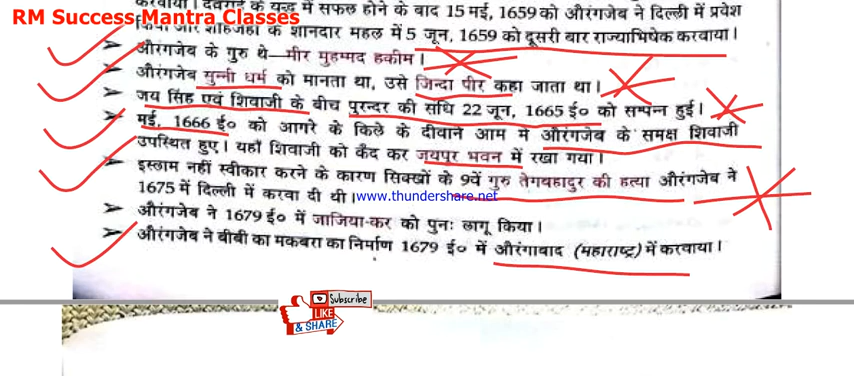 करवाया। देवराई के युद्ध में सफल होने के बाद 15 मई, 1659 को औरंगजेब ने दिल्ली में प्रवेश
RM Success Mantra Classes
किया और शाहजहाँ के शानदार महल में 5 जून, 1659 को दूसरी बार राज्याभिषेक करवाया।
➤ औरंगजेब के गुरु थे—मीर मुहम्मद हकीम।
➤ औरंगजेब सुन्नी धर्म को मानता था, उसे जिन्दा पीर कहा जाता था।
➤ जय सिंह एवं शिवाजी के बीच पुरन्दर की संधि 22 जून, 1665 ई० को सम्पन्न हुई।
➤ मई, 1666 ई० को आगरे के किले के दीवाने आम में औरंगजेब के समक्ष शिवाजी
उपस्थित हुए। यहाँ शिवाजी को कैद कर जयपुर भवन में रखा गया।
➤ इस्लाम नहीं स्वीकार करने के कारण सिक्खों के 9वें गुरु तेगबहादुर की हत्या औरंगजेब ने
1675 में दिल्ली में करवा दी थी।
www.thundershare.net
➤ औरंगजेब ने 1679 ई० में जाजिया-कर को पुनः लागू किया।
➤ औरंगजेब ने बीबी का मकबरा का निर्माण 1679 ई० में औरंगाबाद (महाराष्ट्र) में करवाया।
Subscribe
LIKE
& SHARE